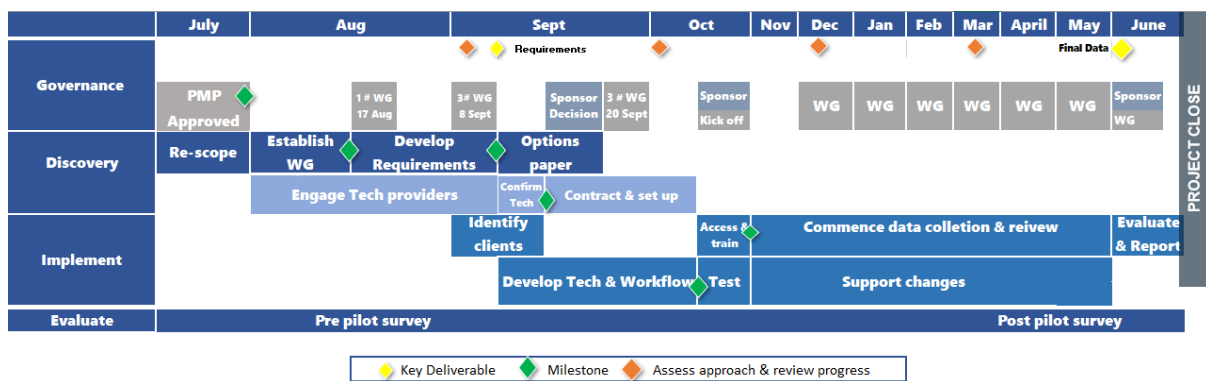 July Aug Sept Oct Nov Dec Jan Feb Mar April May June
Requirements Final Data
Governance
PMP
Approved
1 # WG
17 Aug
3# WG
8 Sept
Sponsor
Decision
3 # WG
20 Sept
Sponsor
Kick off
WG WG WG WG WG WG
Sponsor
WG
Discovery
Re-scope
Establish
WG
Develop
Requirements
Options
paper
Engage Tech providers
Confirm
Tech
Contract & set up
Implement
Identify
clients
Access &
train
Commence data colletion & reivew
Evaluate
& Report
Develop Tech & Workflow
Test
Support changes
Evaluate
Pre pilot survey
Post pilot survey
PROJECT CLOSE
Key Deliverable
Milestone
Assess approach & review progress